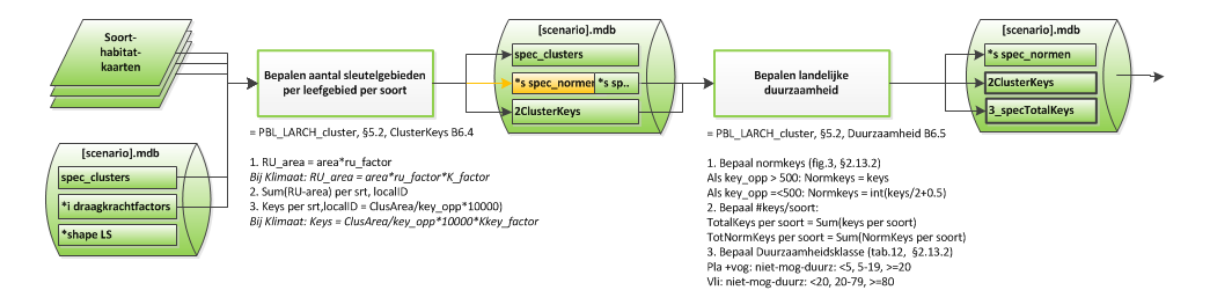 Soort-
habitat-
kaarten
[scenario].mdb
spec_clusters
*i draagkrachtfactors
*shape LS
Bepalen aantal sleutelgebieden
per leefgebied per soort
= PBL_LARCH_cluster, §5.2, ClusterKeys B6.4
1. RU_area = area*ru_factor
Bij Klimaat: RU_area = area*ru_factor*K_factor
2. Sum(RU-area) per srt, localID
3. Keys per srt,localID = ClusArea/key_opp*10000)
Bij Klimaat: Keys = ClusArea/key_opp*10000*Kkey_factor
[scenario].mdb
spec_clusters
*s spec_normen *s sp..
2ClusterKeys
Bepalen landelijke
duurzaamheid
= PBL_LARCH_cluster, §5.2, Duurzaamheid B6.5
1. Bepaal normkeys (fig.3, §2.13.2)
Als key_opp > 500: Normkeys = keys
Als key_opp =<500: Normkeys = int(keys/2+0.5)
2. Bepaal #keys/soort:
TotalKeys per soort = Sum(keys per soort)
TotNormKeys per soort = Sum(NormKeys per soort)
3. Bepaal Duurzaamheidsklasse (tab.12, §2.13.2)
Pla +vog: niet-mog-duurz: <5, 5-19, >=20
Vli: niet-mog-duurz: <20, 20-79, >=80
[scenario].mdb
*s spec_normen
2ClusterKeys
3_specTotalKeys